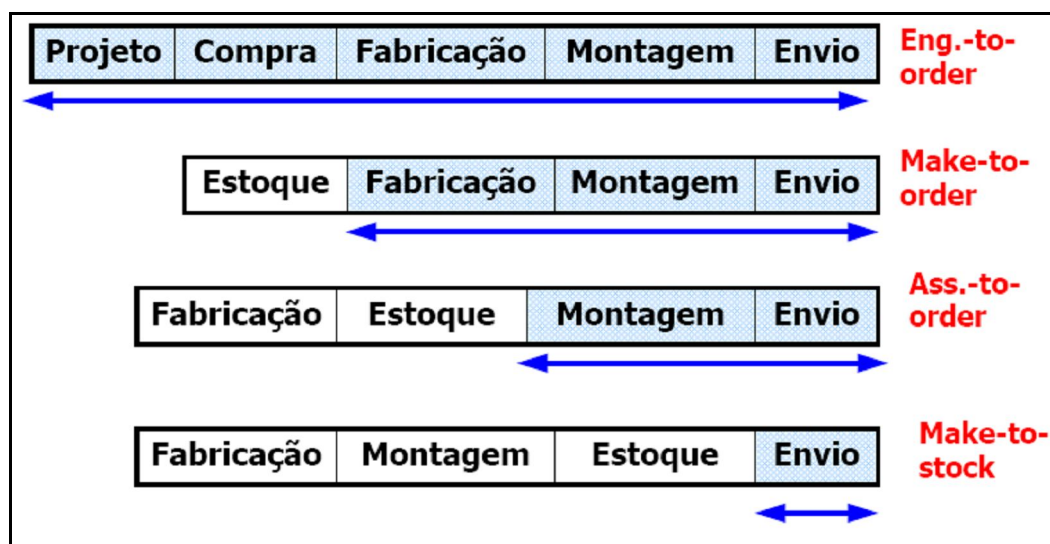 Projeto Compra Fabricação Montagem Envio
Eng.-to-
order
Estoque Fabricação Montagem Envio
Make-to-
order
Fabricação Estoque Montagem Envio
Ass.-to-
order
Fabricação Montagem Estoque Envio
Make-to-
stock